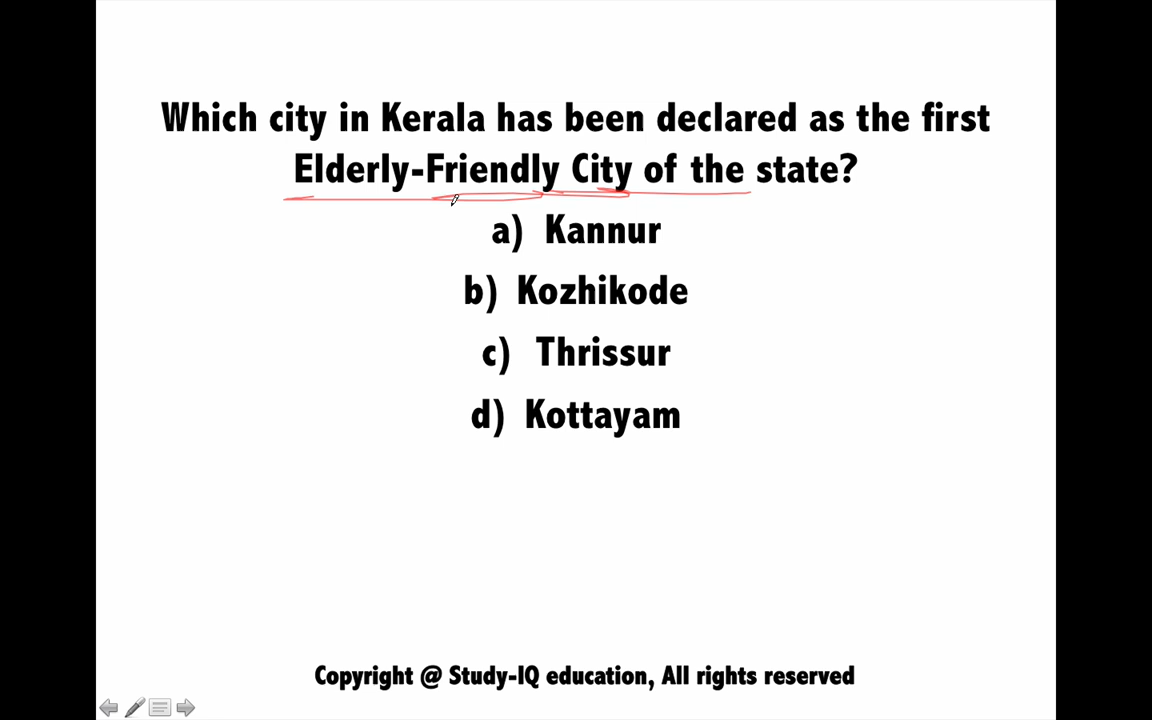 Which city in Kerala has been declared as the first
Elderly-Friendly City of the state?
a) Kannur
b) Kozhikode
c) Thrissur
d) Kottayam
Copyright @ Study-IQ education, All rights reserved